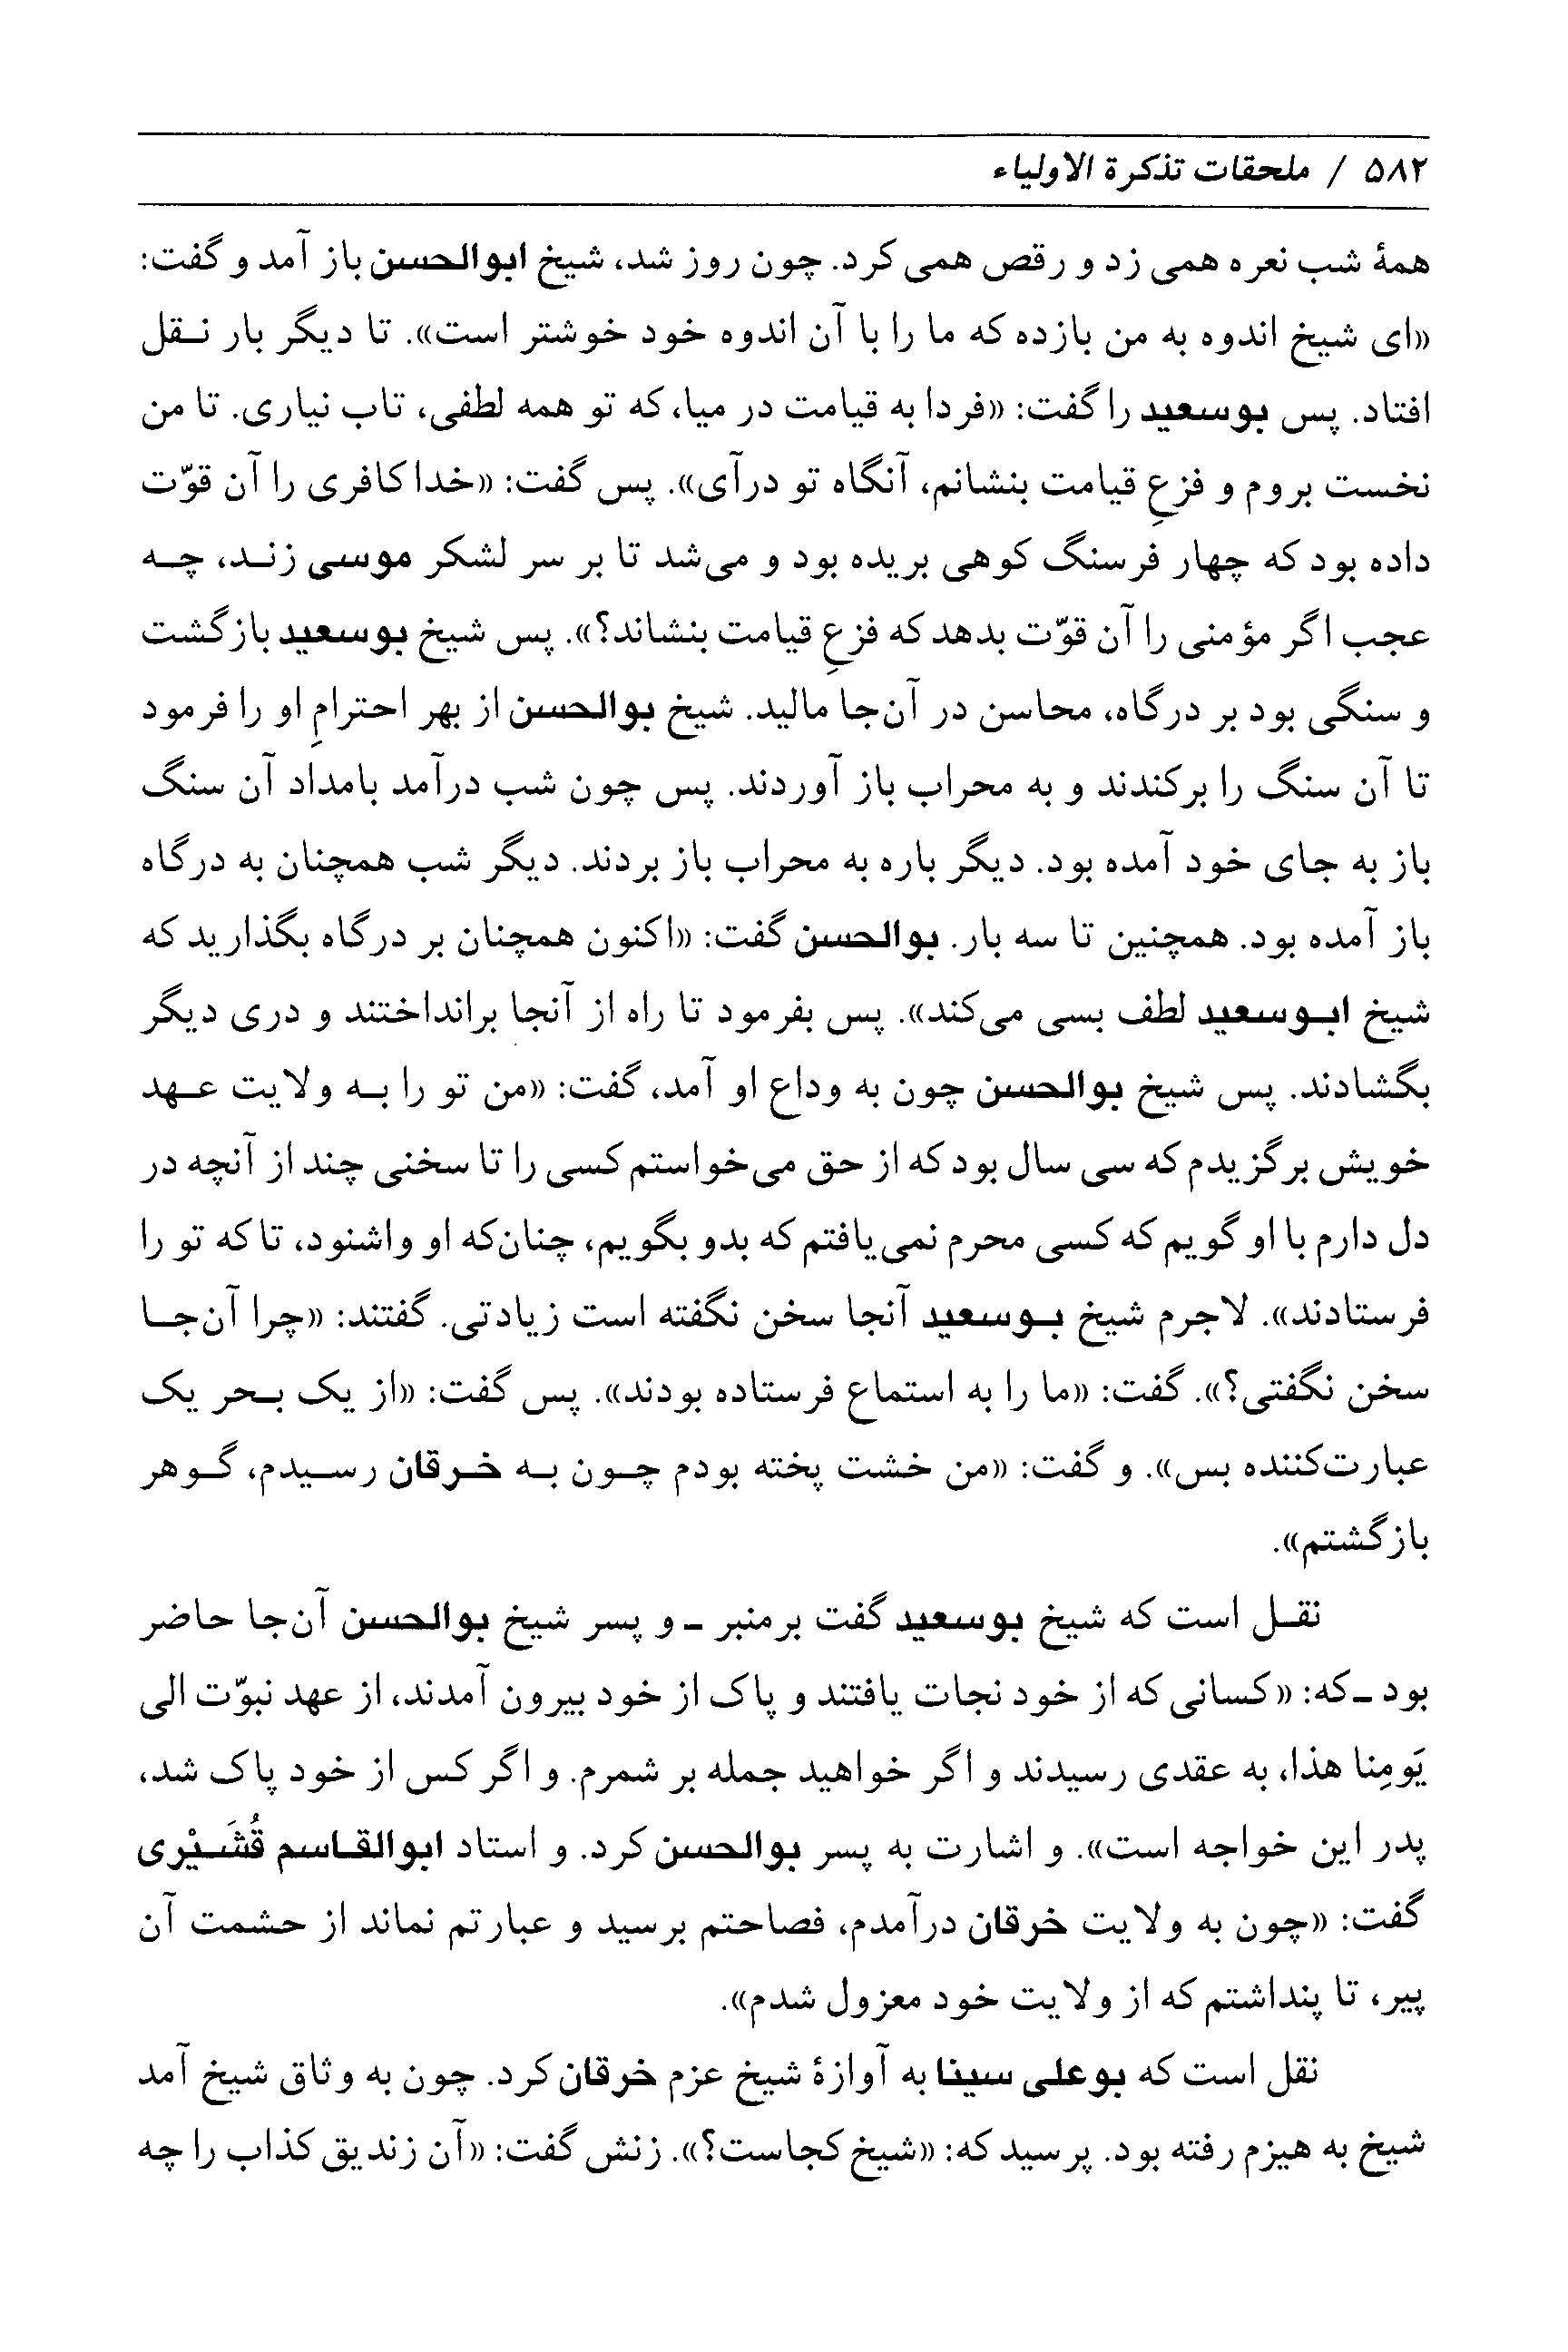 ۵۸۲ / ملحقات تذکرة الاولیاء
همهٔ شب نعره همی زد و رقص همی کرد. چون روز شد، شیخ ابوالحسن باز آمد و گفت:
«ای شیخ اندوه به من بازده که ما را با آن اندوه خود خوشتر است». تا دیگر بار نقل
افتاد. پس بوسعید را گفت: «فردا به قیامت در میا، که تو همه لطفی، تاب نیاری. تا من
نخست بروم و فزعِ قیامت بنشانم، آنگاه تو درآی». پس گفت: «خدا کافری را آن قوّت
داده بود که چهار فرسنگ کوهی بریده بود و می‌شد تا بر سر لشکر موسی زند، چه
عجب اگر مؤمنی را آن قوّت بدهد که فزعِ قیامت بنشاند؟». پس شیخ بوسعید بازگشت
و سنگی بود بر درگاه، محاسن در آن‌جا مالید. شیخ بوالحسن از بهر احترامِ او را فرمود
تا آن سنگ را برکندند و به محراب باز آوردند. پس چون شب درآمد بامداد آن سنگ
باز به جای خود آمده بود. دیگر باره به محراب باز بردند. دیگر شب همچنان به درگاه
باز آمده بود. همچنین تا سه بار. بوالحسن گفت: «اکنون همچنان بر درگاه بگذارید که
شیخ ابوسعید لطف بسی می‌کند». پس بفرمود تا راه از آنجا برانداختند و دری دیگر
بگشادند. پس شیخ بوالحسن چون به وداع او آمد، گفت: «من تو را به ولایت عهد
خویش برگزیدم که سی سال بود که از حق می‌خواستم کسی را تا سخنی چند از آنچه در
دل دارم با او گویم که کسی محرم نمی‌یافتم که بدو بگویم، چنان‌که او واشنود، تا که تو را
فرستادند». لاجرم شیخ بوسعید آنجا سخن نگفته است زیادتی. گفتند: «چرا آن‌جا
سخن نگفتی؟». گفت: «ما را به استماع فرستاده بودند». پس گفت: «از یک بحر یک
عبارت‌کننده بس». و گفت: «من خشت پخته بودم چون به خرقان رسیدم، گوهر
بازگشتم».
نقل است که شیخ بوسعید گفت برمنبر ـ و پسر شیخ بوالحسن آن‌جا حاضر
بود ـ که: «کسانی که از خود نجات یافتند و پاک از خود بیرون آمدند، از عهد نبوّت الی
یَومِنا هذا، به عقدی رسیدند و اگر خواهید جمله بر شمرم. و اگر کس از خود پاک شد،
پدر این خواجه است». و اشارت به پسر بوالحسن کرد. و استاد ابوالقاسم قُشَیْری
گفت: «چون به ولایت خرقان درآمدم، فصاحتم برسید و عبارتم نماند از حشمت آن
پیر، تا پنداشتم که از ولایت خود معزول شدم».
نقل است که بوعلی سینا به آوازهٔ شیخ عزم خرقان کرد. چون به وثاق شیخ آمد
شیخ به هیزم رفته بود. پرسید که: «شیخ کجاست؟». زنش گفت: «آن زندیق کذاب را چه